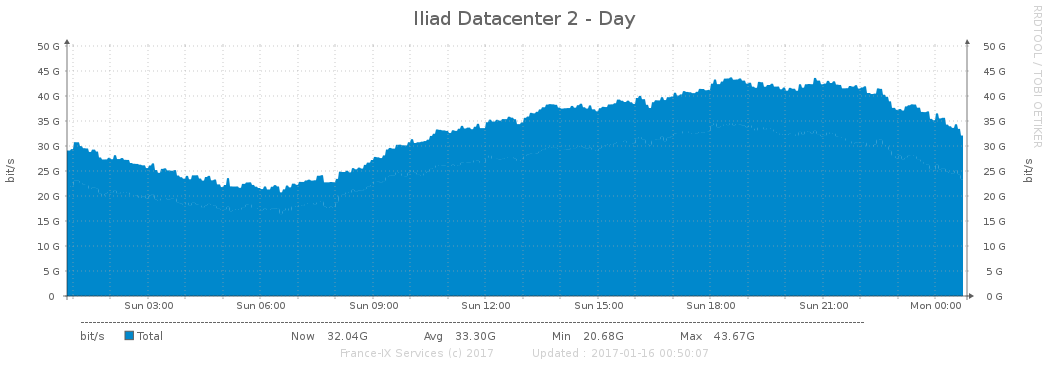 Iliad Datacenter 2 - Day
RRDTOOL / TOBI OETIKER
50 G 50 G
45 G 45 G
40 G 40 G
35 G 35 G
30 G 30 G
25 G 25 G
20 G 20 G
15 G 15 G
10 G 10 G
5 G 5 G
0 0 G
bit/s bit/s
Sun 03:00 Sun 06:00 Sun 09:00 Sun 12:00 Sun 15:00 Sun 18:00 Sun 21:00 Mon 00:00
bit/s Total Now 32.04G Avg 33.30G Min 20.68G Max 43.67G
France-IX Services (c) 2017 Updated : 2017-01-16 00:50:07